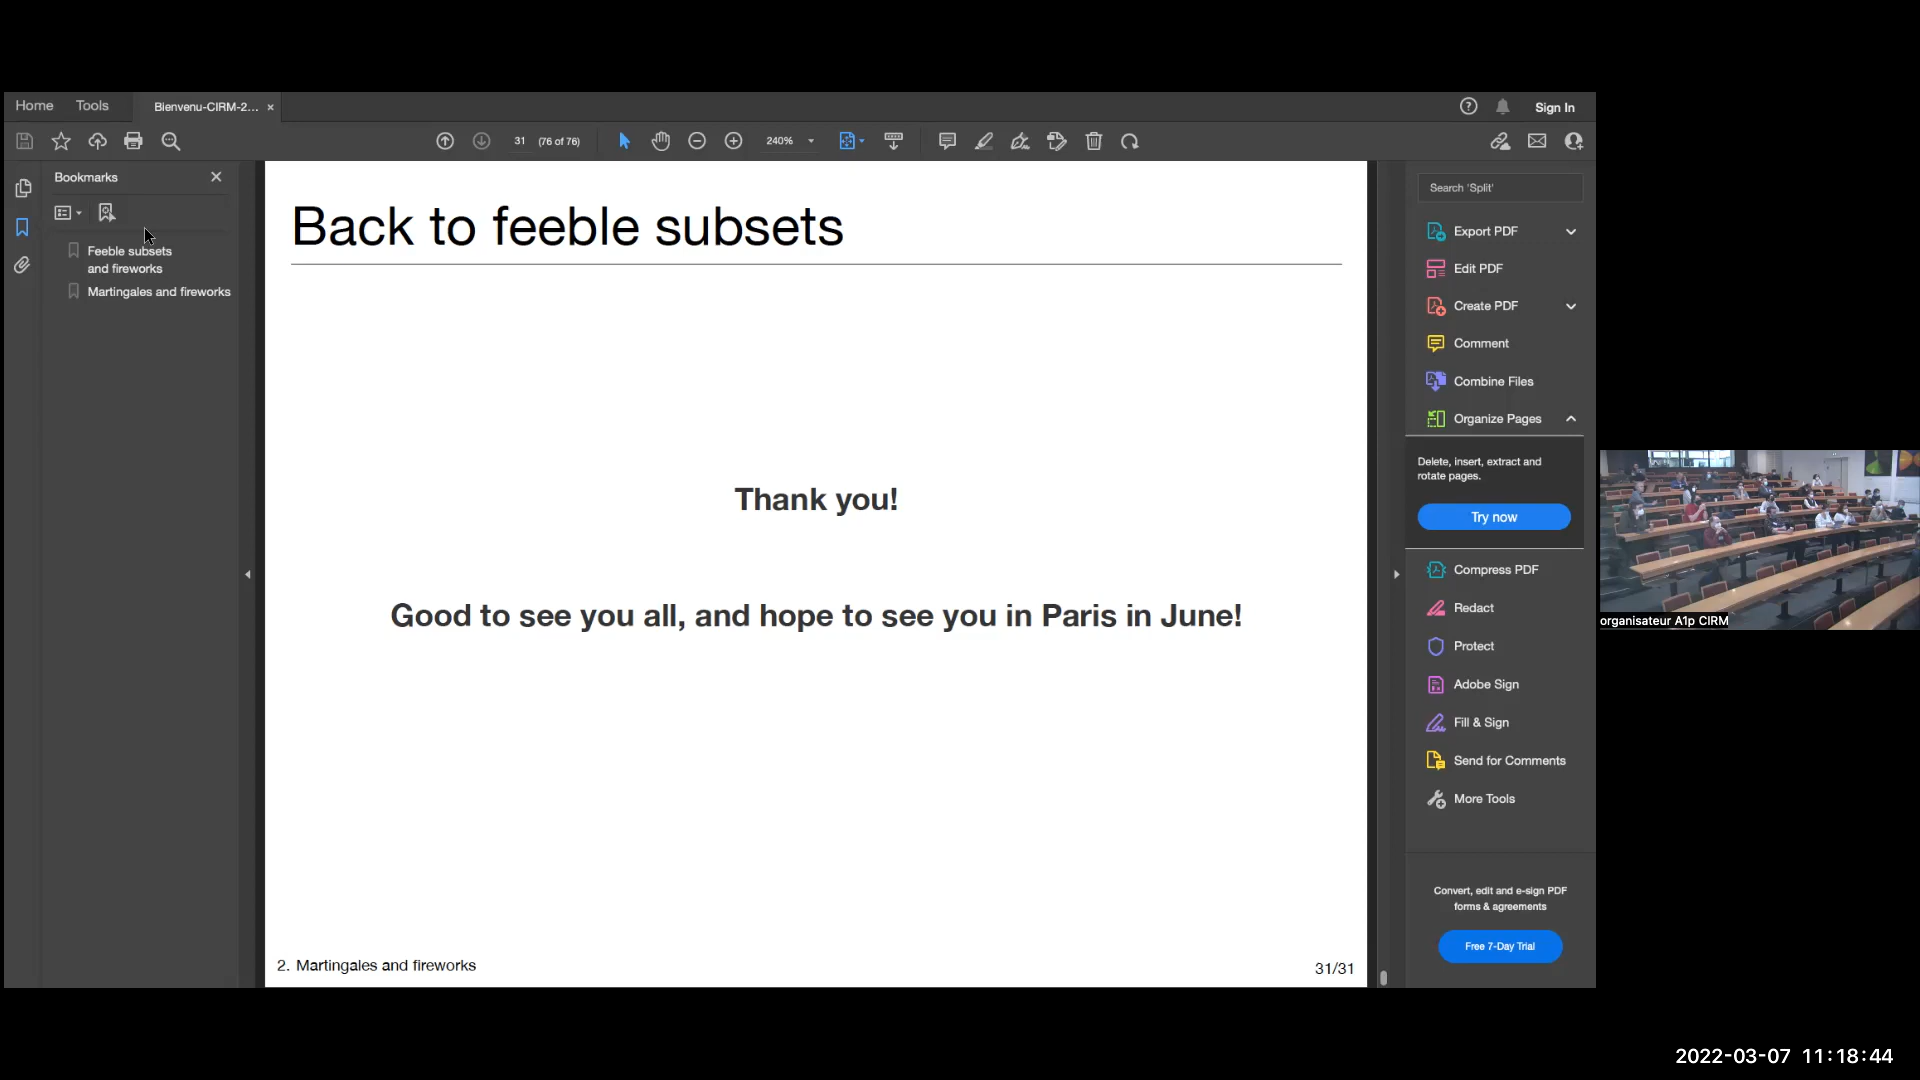 Home
Tools
Bienvenu-CIRM-2... ×
Sign In
31 (76 of 76)
240%
Bookmarks
Feeble subsets
and fireworks
Martingales and fireworks
Back to feeble subsets
Thank you!
Good to see you all, and hope to see you in Paris in June!
2. Martingales and fireworks
31/31
Search 'Split'
Export PDF
Edit PDF
Create PDF
Comment
Combine Files
Organize Pages
Delete, insert, extract and
rotate pages.
Try now
Compress PDF
Redact
Protect
Adobe Sign
Fill & Sign
Send for Comments
More Tools
Convert, edit and e-sign PDF
forms & agreements
Free 7-Day Trial
organisateur A1p CIRM
2022-03-07 11:18:44